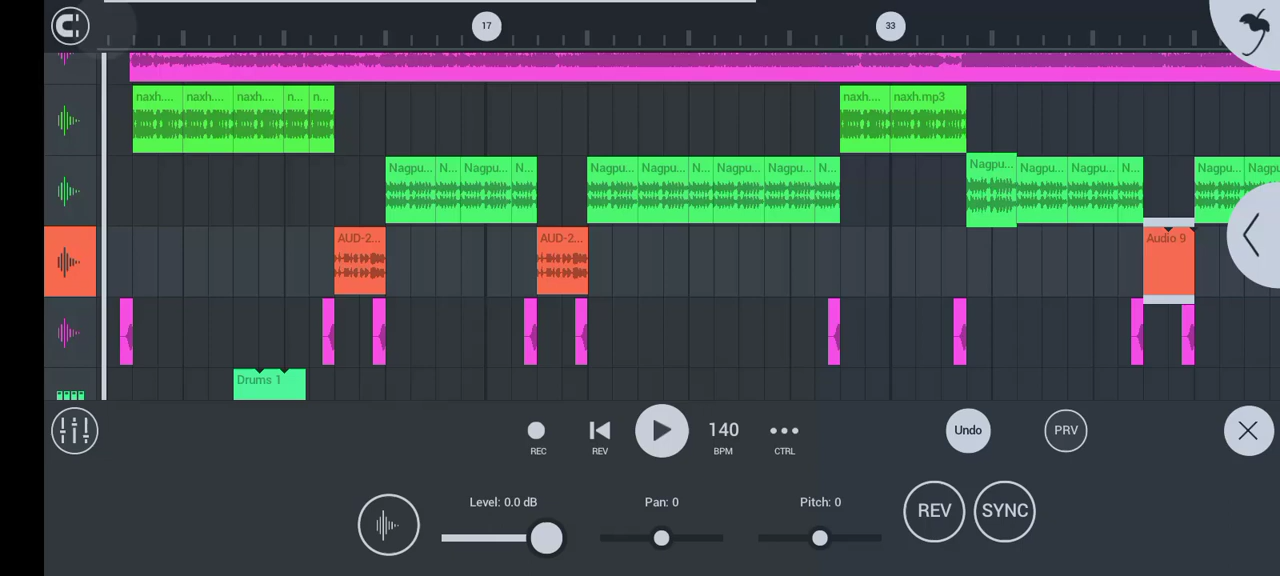 17
33
naxh....
naxh....
naxh....
n...
n...
naxh....
naxh.mp3
Nagpu...
N...
Nagpu...
N...
Nagpu...
Nagpu...
N...
Nagpu...
Nagpu...
N...
Nagpu...
Nagpu...
Nagpu...
N...
Nagpu...
AUD-2...
AUD-2...
Audio 9
Drums 1
REC
REV
140
BPM
CTRL
Undo
PRV
Level: 0.0 dB
Pan: 0
Pitch: 0
REV
SYNC